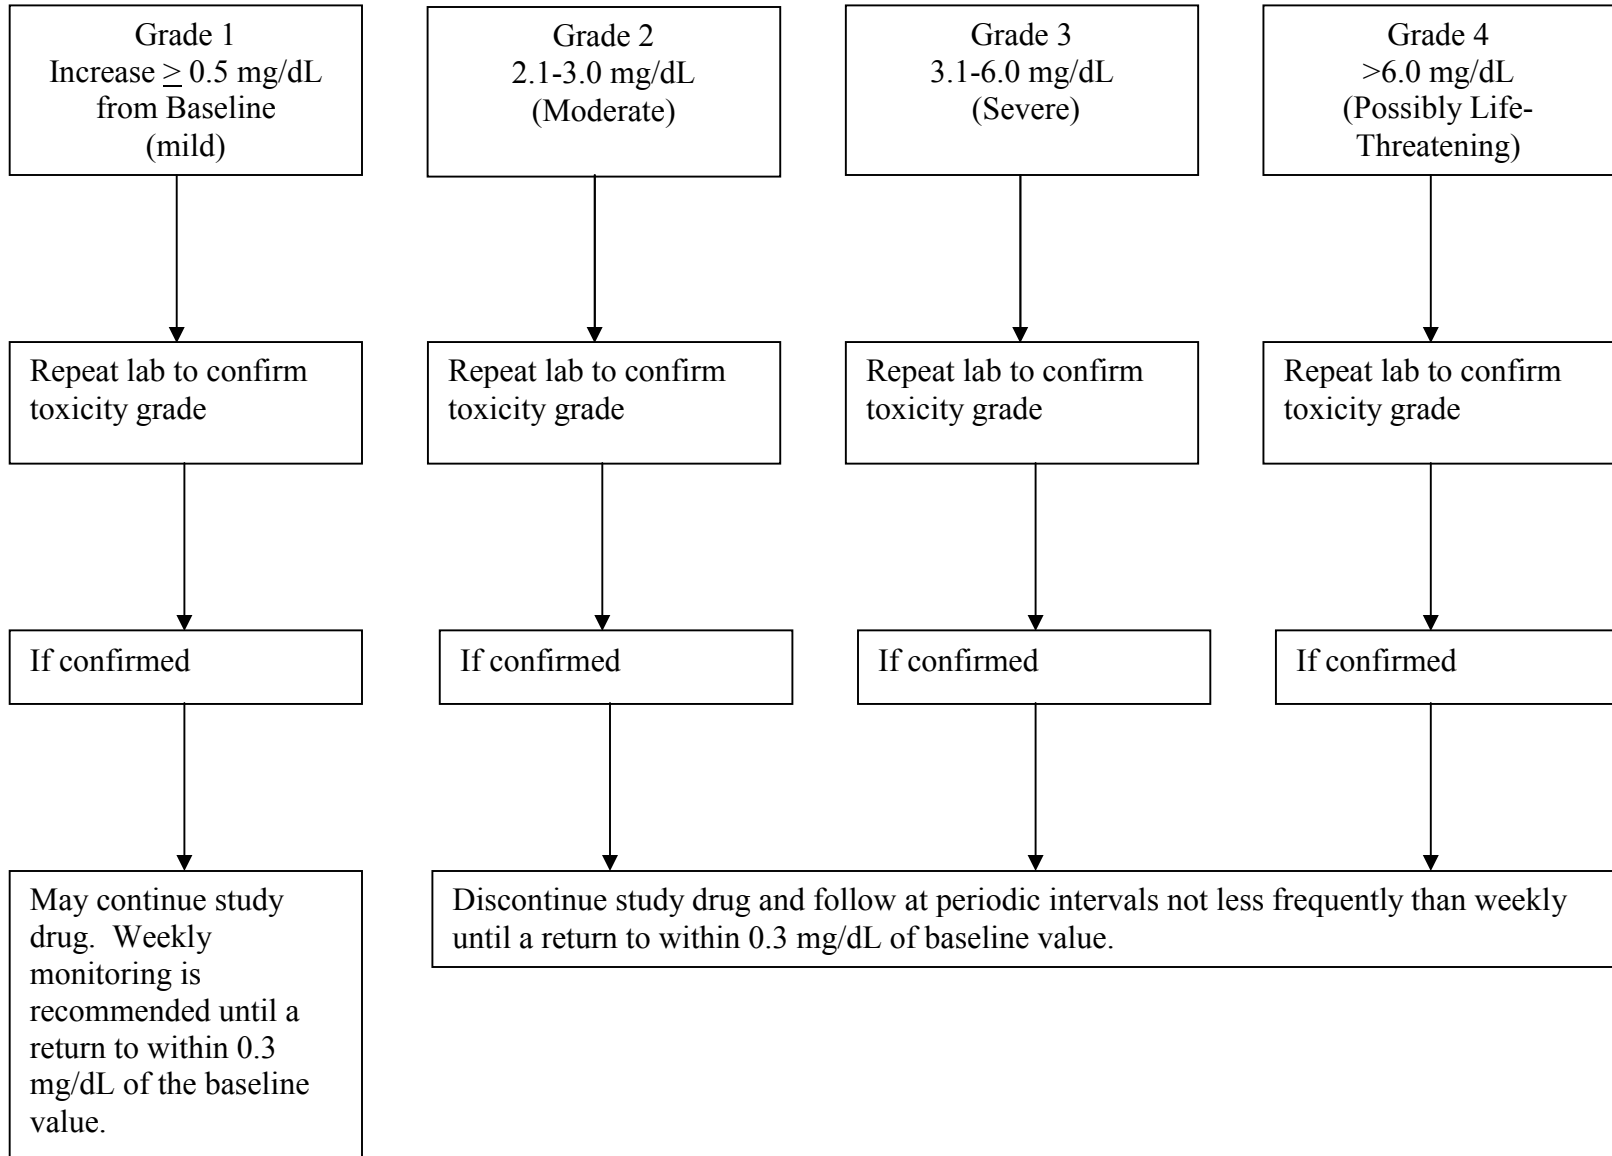 Grade 1
Increase ≥ 0.5 mg/dL
from Baseline
(mild)
Grade 2
2.1-3.0 mg/dL
(Moderate)
Grade 3
3.1-6.0 mg/dL
(Severe)
Grade 4
>6.0 mg/dL
(Possibly Life-
Threatening)
Repeat lab to confirm
toxicity grade
Repeat lab to confirm
toxicity grade
Repeat lab to confirm
toxicity grade
Repeat lab to confirm
toxicity grade
If confirmed
If confirmed
If confirmed
If confirmed
May continue study
drug.  Weekly
monitoring is
recommended until a
return to within 0.3
mg/dL of the baseline
value.
Discontinue study drug and follow at periodic intervals not less frequently than weekly
until a return to within 0.3 mg/dL of baseline value.